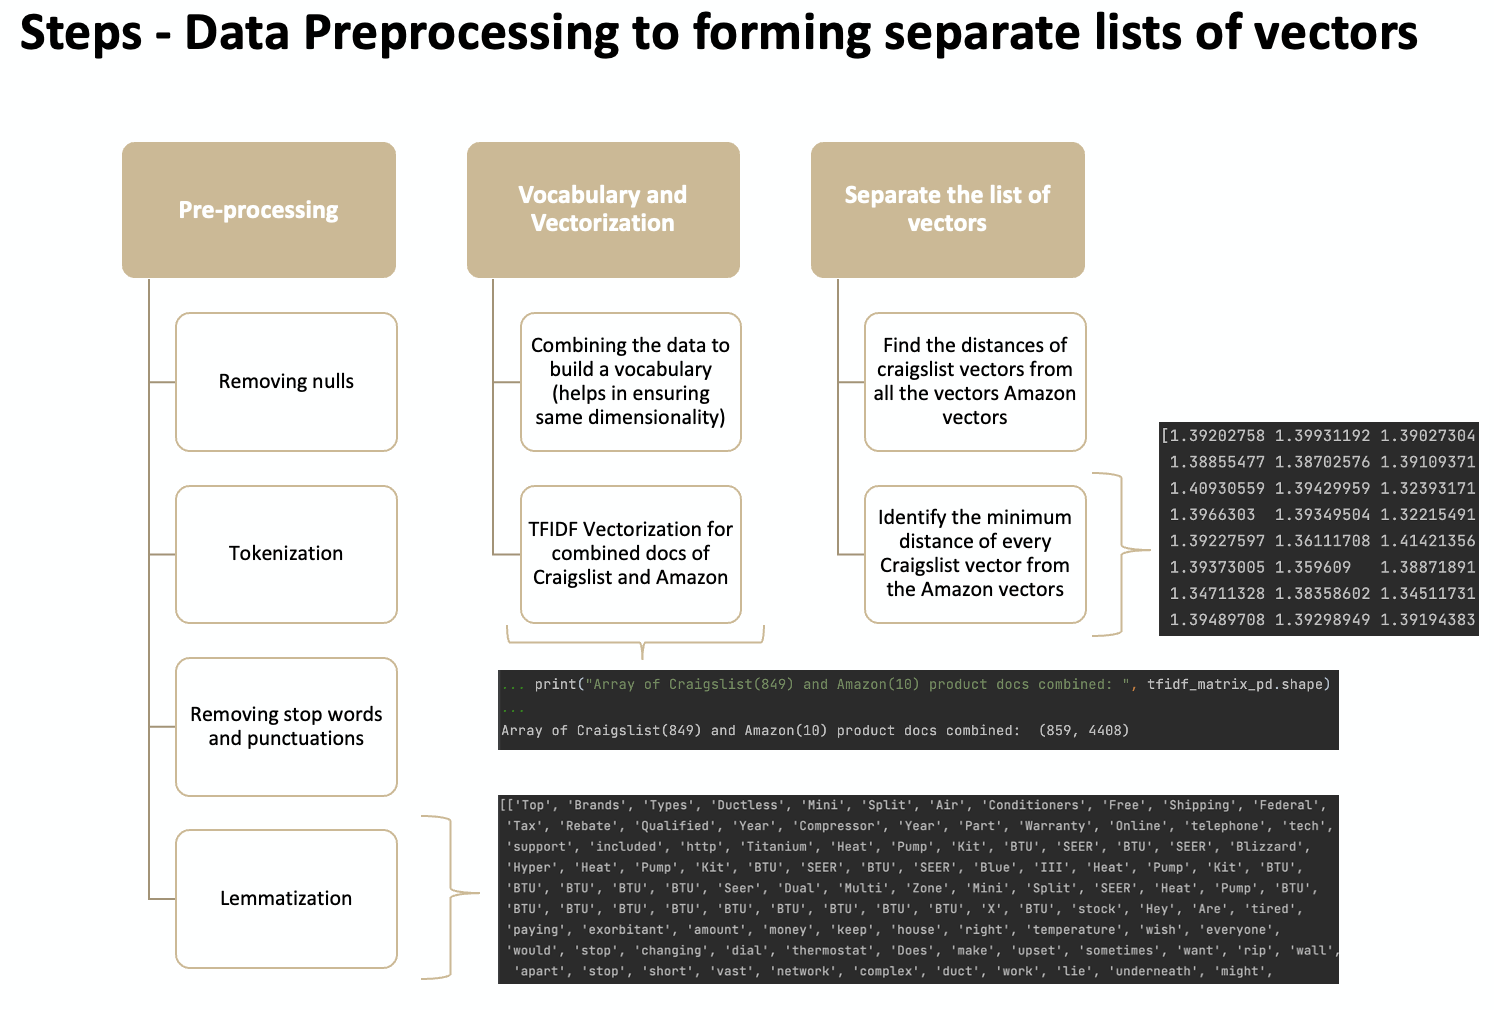 Steps - Data Preprocessing to forming separate lists of vectors
Pre-processing
Removing nulls
Tokenization
Removing stop words
and punctuations
Lemmatization
Vocabulary and
Vectorization
Combining the data to
build a vocabulary
(helps in ensuring
same dimensionality)
TFIDF Vectorization for
combined docs of
Craigslist and Amazon
Separate the list of
vectors
Find the distances of
craigslist vectors from
all the vectors Amazon
vectors
Identify the minimum
distance of every
Craigslist vector from
the Amazon vectors
[1.39202758 1.39931192 1.39027304
1.38855477 1.38702576 1.39109371
1.40930559 1.39429959 1.32393171
1.3966303 1.39349504 1.32215491
1.39227597 1.36111708 1.41421356
1.39373005 1.359609 1.38871891
1.34711328 1.38358602 1.34511731
1.39489708 1.39298949 1.39194383
... print("Array of Craigslist(849) and Amazon(10) product docs combined: ", tfidf_matrix_pd.shape)
...
Array of Craigslist(849) and Amazon(10) product docs combined:  (859, 4408)
[['Top', 'Brands', 'Types', 'Ductless', 'Mini', 'Split', 'Air', 'Conditioners', 'Free', 'Shipping', 'Federal',
'Tax', 'Rebate', 'Qualified', 'Year', 'Compressor', 'Year', 'Part', 'Warranty', 'Online', 'telephone', 'tech',
'support', 'included', 'http', 'Titanium', 'Heat', 'Pump', 'Kit', 'BTU', 'SEER', 'BTU', 'SEER', 'Blizzard',
'Hyper', 'Heat', 'Pump', 'Kit', 'BTU', 'SEER', 'BTU', 'SEER', 'Blue', 'III', 'Heat', 'Pump', 'Kit', 'BTU',
'BTU', 'BTU', 'BTU', 'BTU', 'Seer', 'Dual', 'Multi', 'Zone', 'Mini', 'Split', 'SEER', 'Heat', 'Pump', 'BTU',
'BTU', 'BTU', 'BTU', 'BTU', 'BTU', 'BTU', 'BTU', 'BTU', 'BTU', 'X', 'BTU', 'stock', 'Hey', 'Are', 'tired',
'paying', 'exorbitant', 'amount', 'money', 'keep', 'house', 'right', 'temperature', 'wish', 'everyone',
'would', 'stop', 'changing', 'dial', 'thermostat', 'Does', 'make', 'upset', 'sometimes', 'want', 'rip', 'wall',
'apart', 'stop', 'short', 'vast', 'network', 'complex', 'duct', 'work', 'lie', 'underneath', 'might',